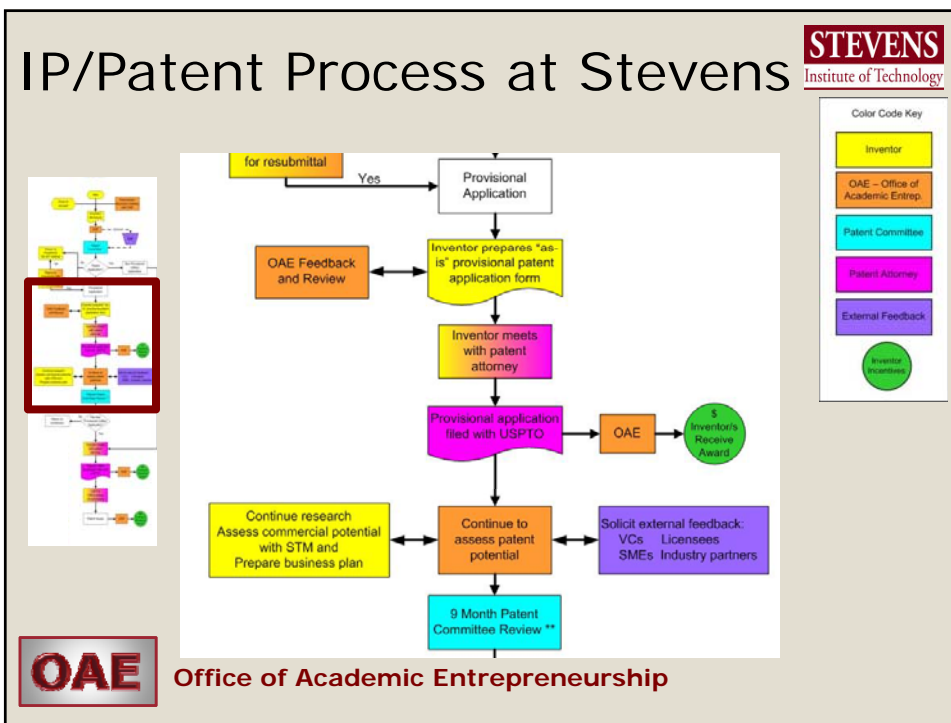 IP/Patent Process at Stevens
STEVENS
Institute of Technology
Color Code Key
Inventor
OAE – Office of
Academic Entrep.
Patent Committee
Patent Attorney
External Feedback
Inventor
Incentives
for resubmittal
Yes
Provisional
Application
OAE Feedback
and Review
Inventor prepares "as-
is" provisional patent
application form
Inventor meets
with patent
attorney
Provisional application
filed with USPTO
OAE
$
Inventor/s
Receive
Award
Continue research
Assess commercial potential
with STM and
Prepare business plan
Continue to
assess patent
potential
Solicit external feedback:
VCs Licensees
SMEs Industry partners
9 Month Patent
Committee Review **
OAE
Office of Academic Entrepreneurship